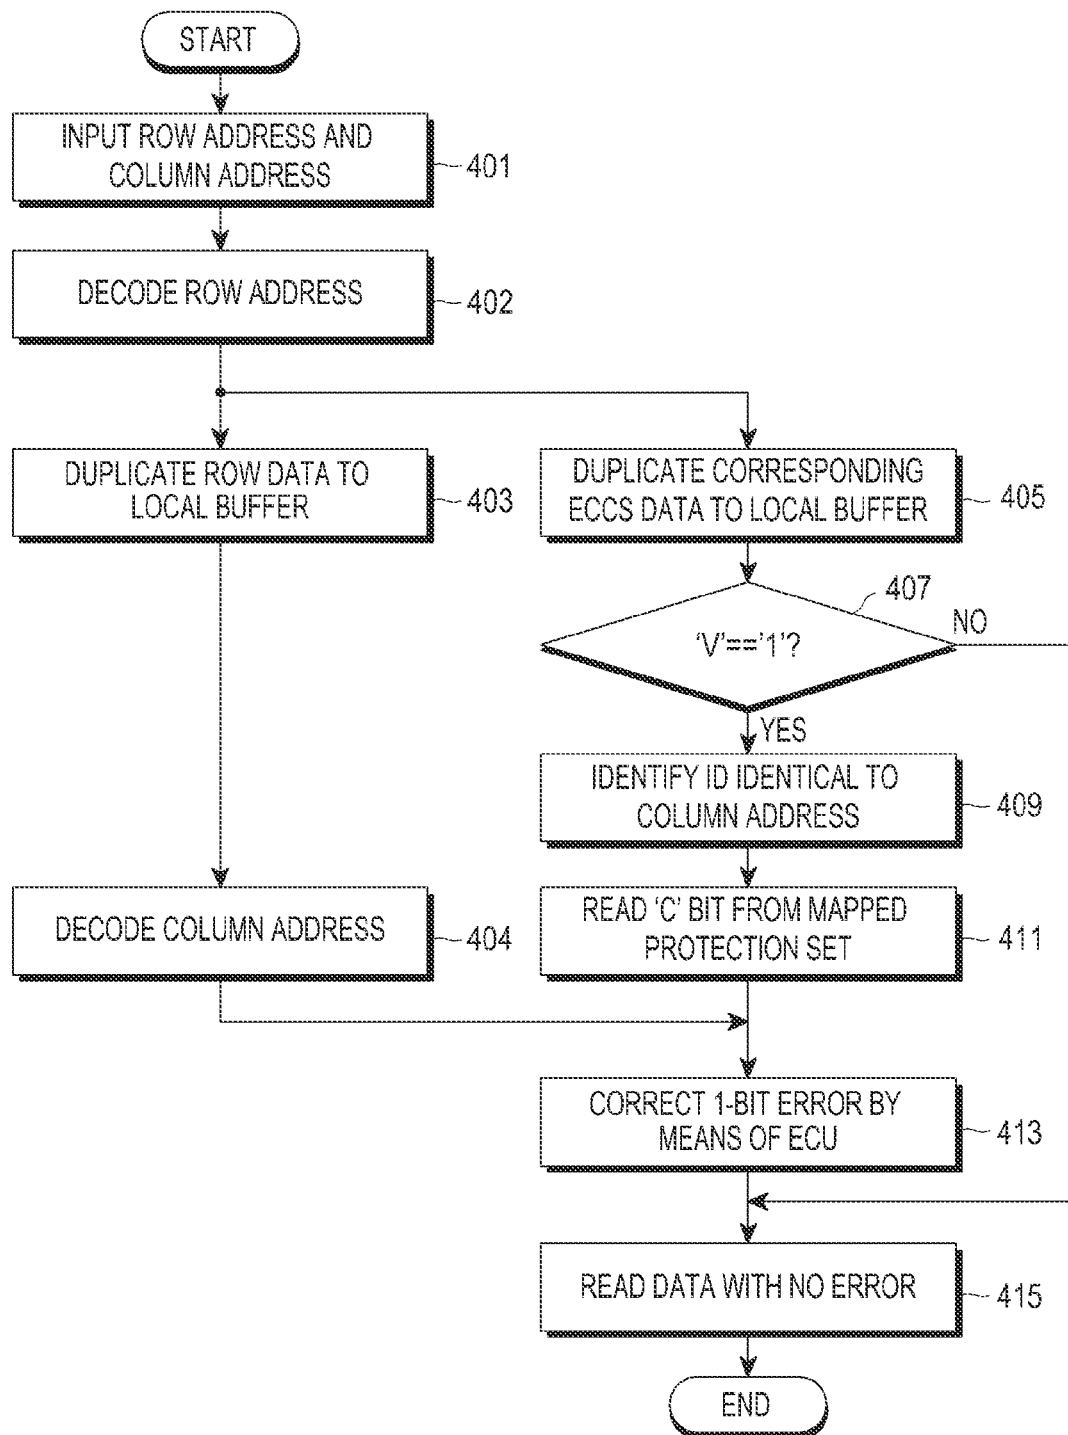 START
INPUT ROW ADDRESS AND
COLUMN ADDRESS
401
DECODE ROW ADDRESS
402
DUPLICATE ROW DATA TO
LOCAL BUFFER
403
DUPLICATE CORRESPONDING
ECCS DATA TO LOCAL BUFFER
405
407
'V'=='1'?
NO
YES
IDENTIFY ID IDENTICAL TO
COLUMN ADDRESS
409
DECODE COLUMN ADDRESS
404
READ 'C' BIT FROM MAPPED
PROTECTION SET
411
CORRECT 1-BIT ERROR BY
MEANS OF ECU
413
READ DATA WITH NO ERROR
415
END